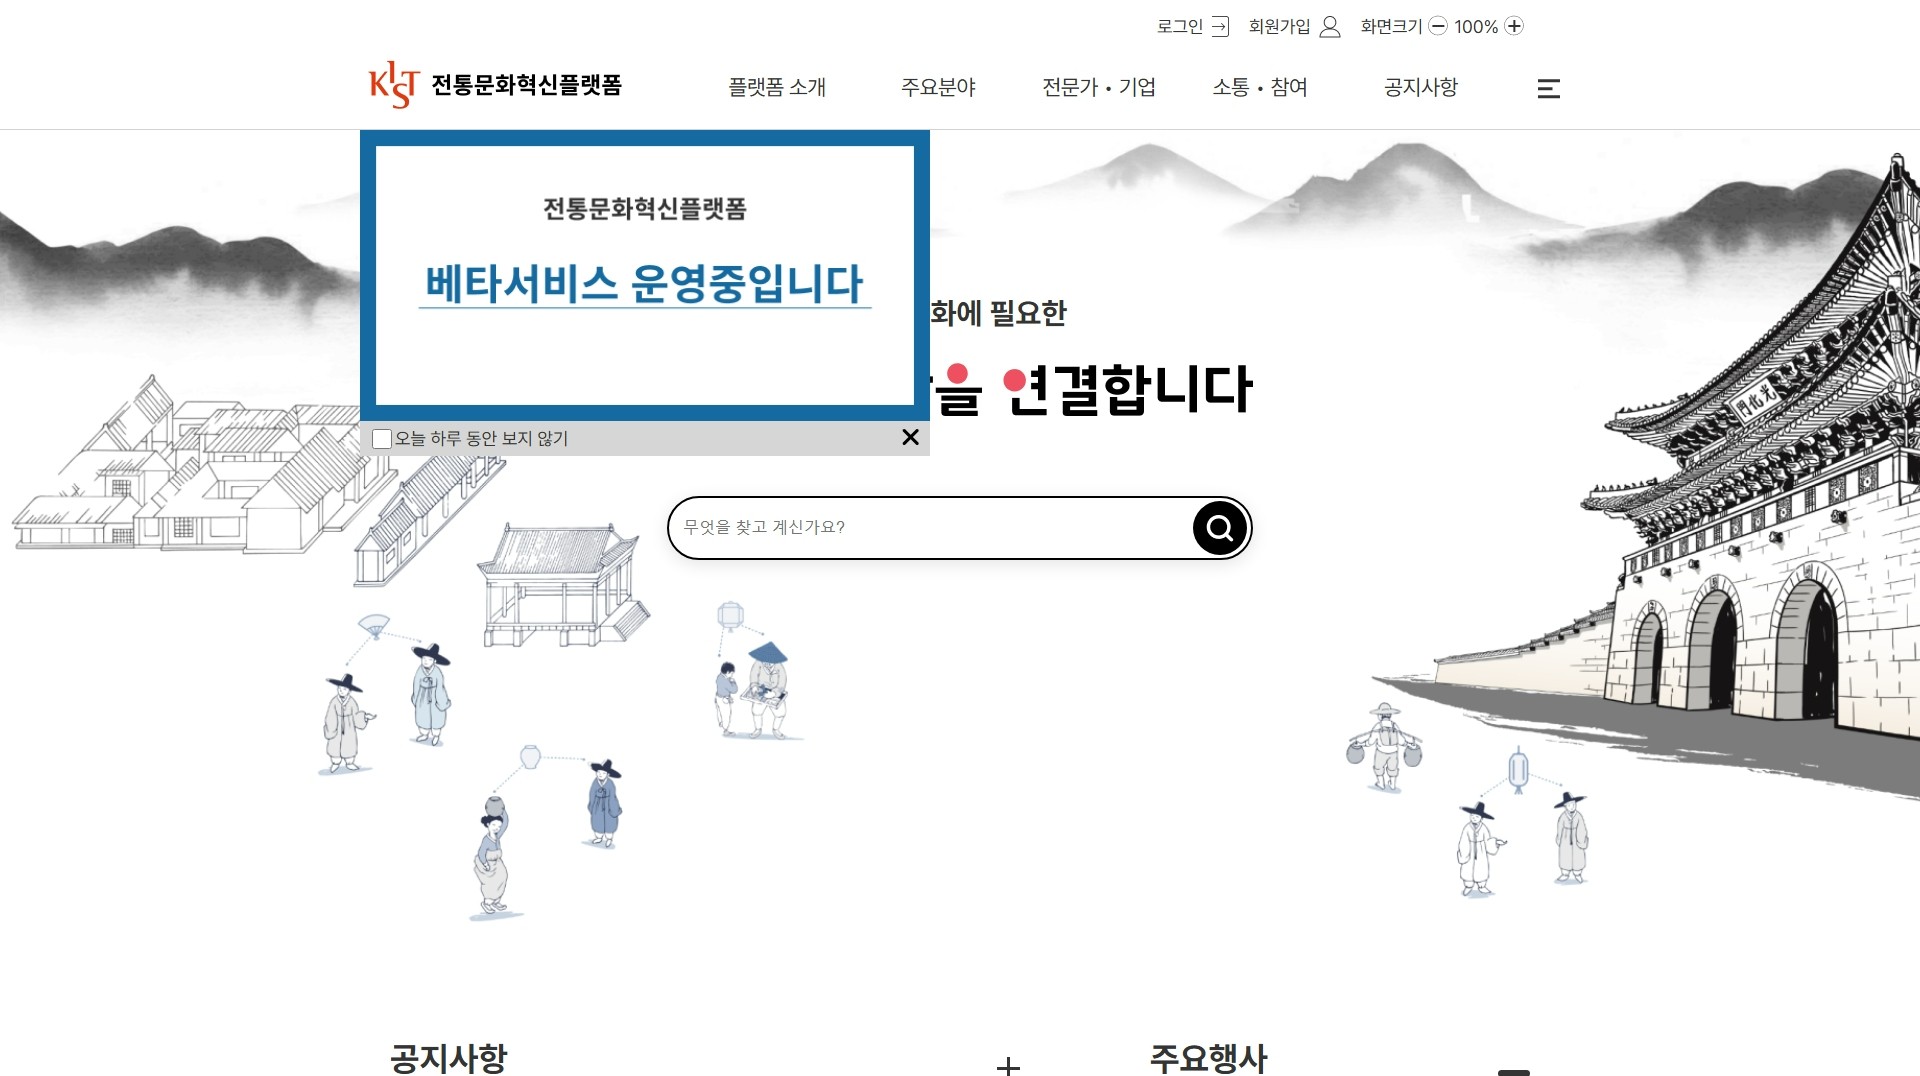 로그인
회원가입
화면크기 100%
KIST 전통문화혁신플랫폼
플랫폼 소개
주요분야
전문가 • 기업
소통 • 참여
공지사항
전통문화혁신플랫폼
베타서비스 운영중입니다
오늘 하루 동안 보지 않기
화에 필요한
을 연결합니다
무엇을 찾고 계신가요?
공지사항
주요행사